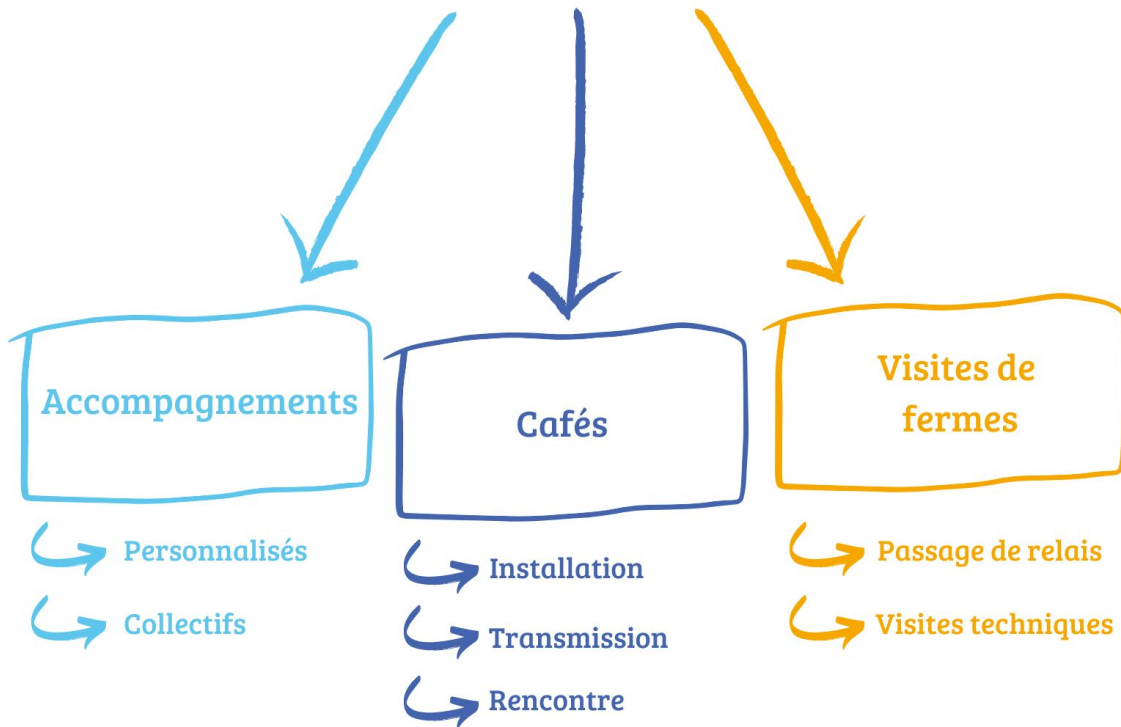 Accompagnements
Personnalisés
Collectifs
Cafés
Installation
Transmission
Rencontre
Visites de
fermes
Passage de relais
Visites techniques